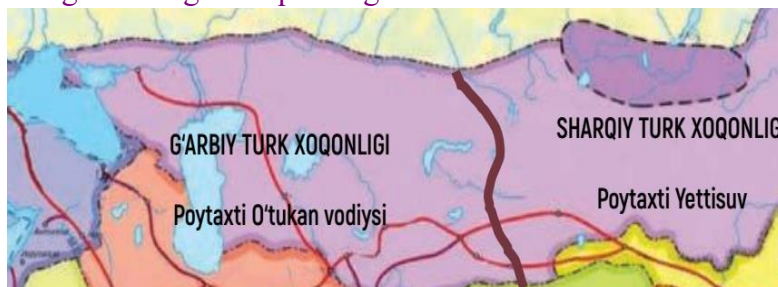 G‘ARBIY TURK XOQONLIGI
SHARQIY TURK XOQONLIG
Poytaxti O‘tukan vodiysi
Poytaxti Yettisuv